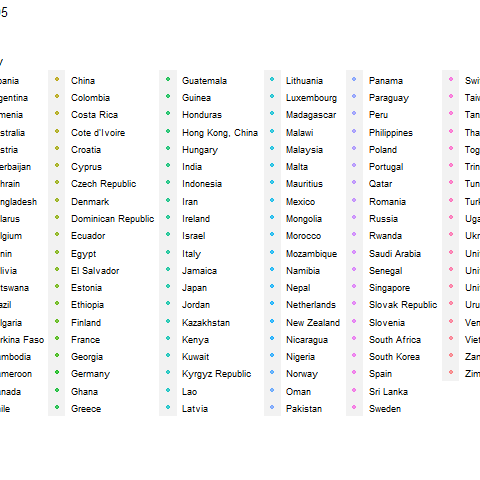 05
y
ania
gentina
menia
stralia
stria
erbaijan
hrain
ngladesh
larus
lgium
nin
livia
tswana
azil
lgaria
rkina Faso
mbodia
meroon
nada
ile
China
Colombia
Costa Rica
Cote d'Ivoire
Croatia
Cyprus
Czech Republic
Denmark
Dominican Republic
Ecuador
Egypt
El Salvador
Estonia
Ethiopia
Finland
France
Georgia
Germany
Ghana
Greece
Guatemala
Guinea
Honduras
Hong Kong, China
Hungary
India
Indonesia
Iran
Ireland
Israel
Italy
Jamaica
Japan
Jordan
Kazakhstan
Kenya
Kuwait
Kyrgyz Republic
Lao
Latvia
Lithuania
Luxembourg
Madagascar
Malawi
Malaysia
Malta
Mauritius
Mexico
Mongolia
Morocco
Mozambique
Namibia
Nepal
Netherlands
New Zealand
Nicaragua
Nigeria
Norway
Oman
Pakistan
Panama
Paraguay
Peru
Philippines
Poland
Portugal
Qatar
Romania
Russia
Rwanda
Saudi Arabia
Senegal
Singapore
Slovak Republic
Slovenia
South Africa
South Korea
Spain
Sri Lanka
Sweden
Swi
Tai
Tan
Tha
Tog
Trin
Tun
Turk
Uga
Ukr
Unit
Unit
Unit
Uru
Ven
Viet
Zan
Zim